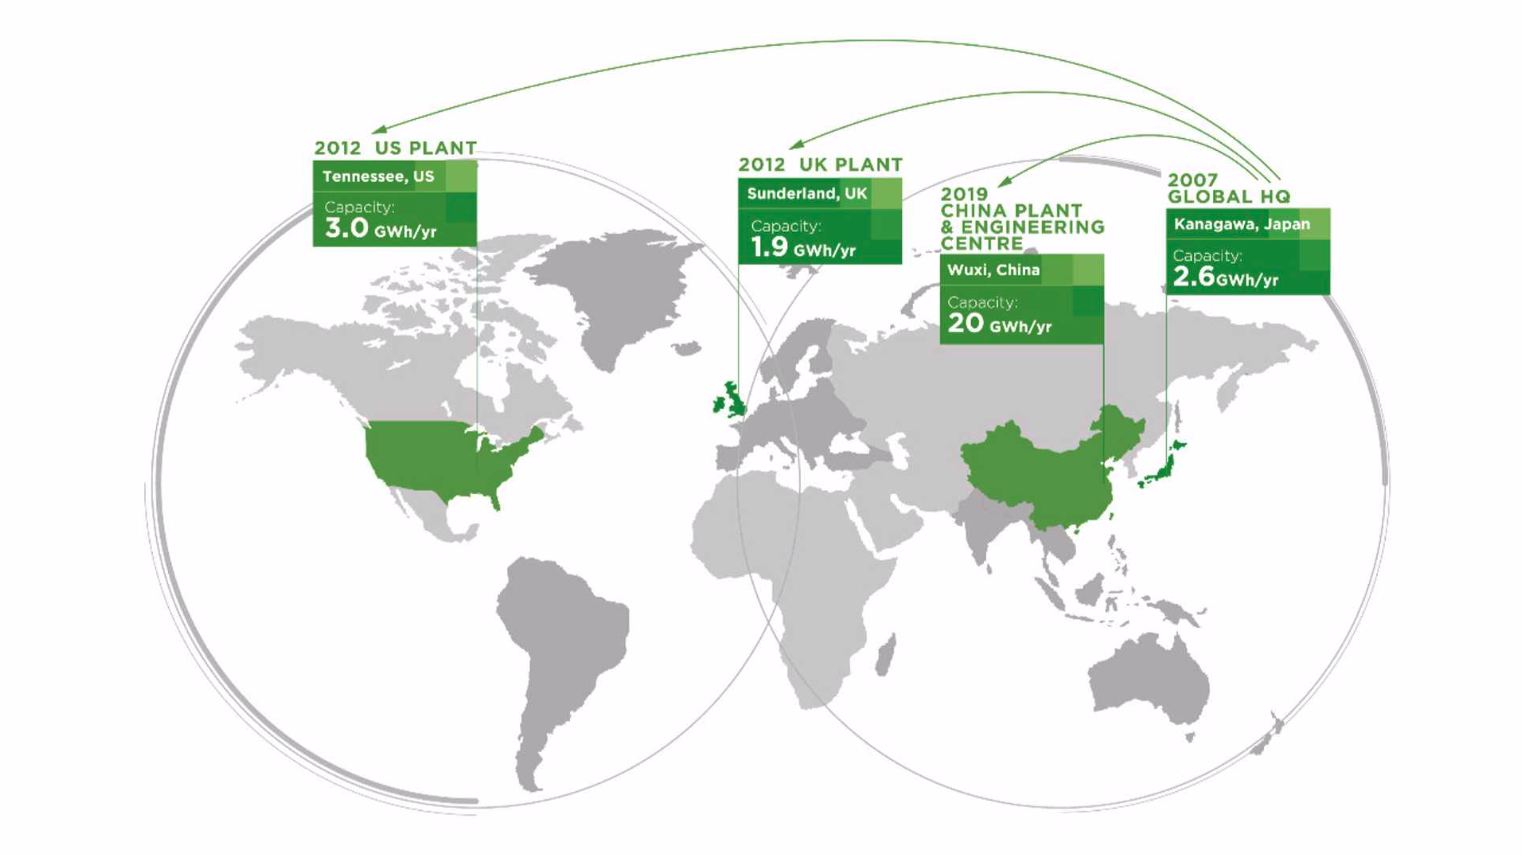 2012 US PLANT
Tennessee, US
Capacity:
3.0 GWh/yr
2012 UK PLANT
Sunderland, UK
Capacity:
1.9 GWh/yr
2019
CHINA PLANT
& ENGINEERING
CENTRE
Wuxi, China
Capacity:
20 GWh/yr
2007
GLOBAL HQ
Kanagawa, Japan
Capacity:
2.6GWh/yr